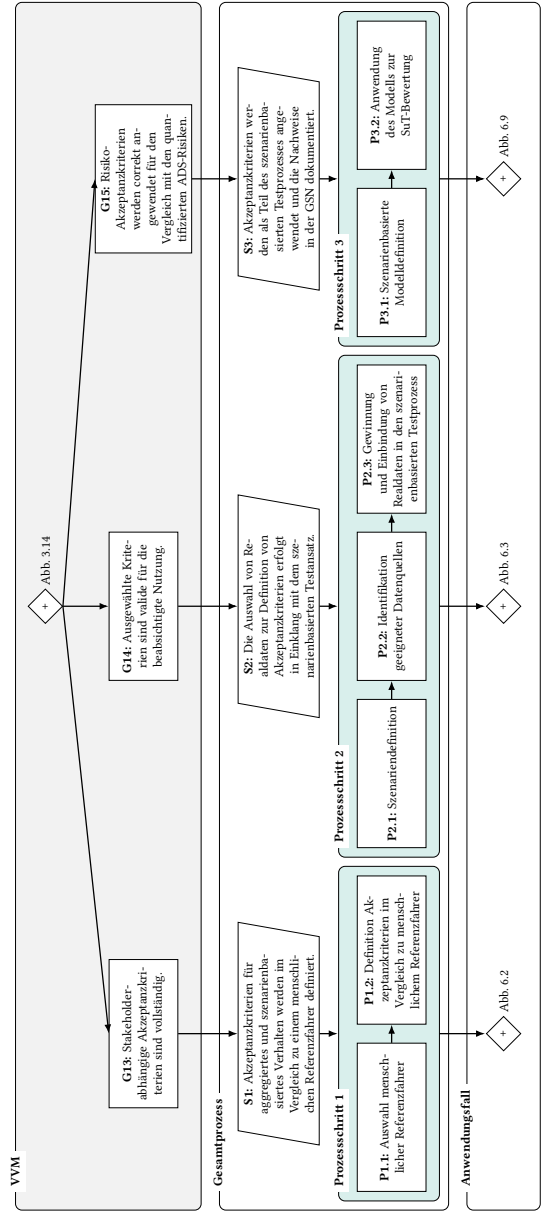 VVM
+ Abb. 3.14
G13: Stakeholder-
abhängige Akzeptanzkri-
terien sind vollständig.
G14: Ausgewählte Krite-
rien sind valide für die
beabsichtigte Nutzung.
G15: Risiko-
Akzeptanzkriterien
werden korrekt an-
gewendet für den
Vergleich mit den quan-
tifizierten ADS-Risiken.
Gesamtprozess
S1: Akzeptanzkriterien für
aggregiertes und szenarienba-
siertes Verhalten werden im
Vergleich zu einem menschli-
chen Referenzfahrer definiert.
S2: Die Auswahl von Re-
aldaten zur Definition von
Akzeptanzkriterien erfolgt
in Einklang mit dem sze-
narienbasierten Testansatz.
S3: Akzeptanzkriterien wer-
den als Teil des szenarienba-
sierten Testprozesses ange-
wendet und die Nachweise
in der GSN dokumentiert.
Prozessschritt 1
P1.1: Auswahl mensch-
licher Referenzfahrer
P1.2: Definition Ak-
zeptanzkriterien im
Vergleich zu mensch-
lichem Referenzfahrer
Prozessschritt 2
P2.1: Szenariendefinition
P2.2: Identifikation
geeigneter Datenquellen
P2.3: Gewinnung
und Einbindung von
Realdaten in den szenari-
enbasierten Testprozess
Prozessschritt 3
P3.1: Szenarienbasierte
Modelldefinition
P3.2: Anwendung
des Modells zur
SuT-Bewertung
Anwendungsfall
+ Abb. 6.2
+ Abb. 6.3
+ Abb. 6.9